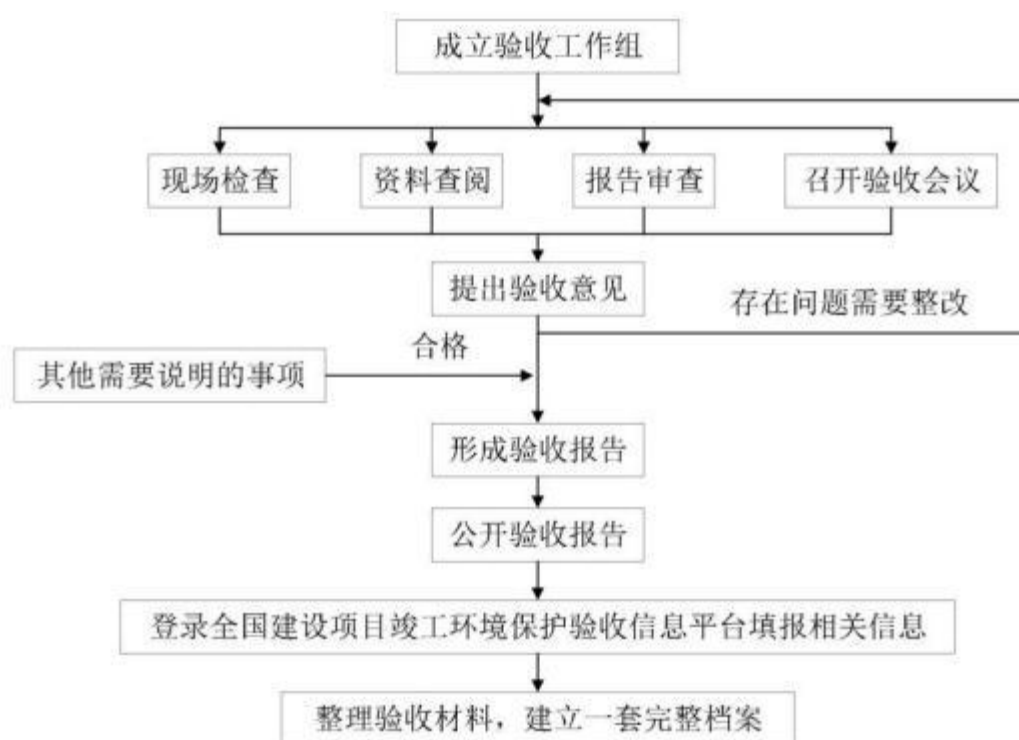 成立验收工作组
现场检查
资料查阅
报告审查
召开验收会议
提出验收意见
存在问题需要整改
合格
其他需要说明的事项
形成验收报告
公开验收报告
登录全国建设项目竣工环境保护验收信息平台填报相关信息
整理验收材料，建立一套完整档案